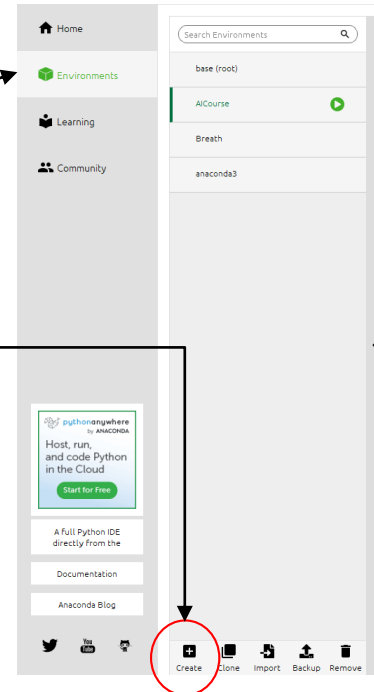 Home
Environments
Learning
Community
Search Environments
base (root)
AICourse
Breath
anaconda3
pythonanywhere
by ANACONDA
Host, run,
and code Python
in the Cloud
Start for Free
A full Python IDE
directly from the
Documentation
Anaconda Blog
You
Tube
Create
Clone
Import
Backup
Remove